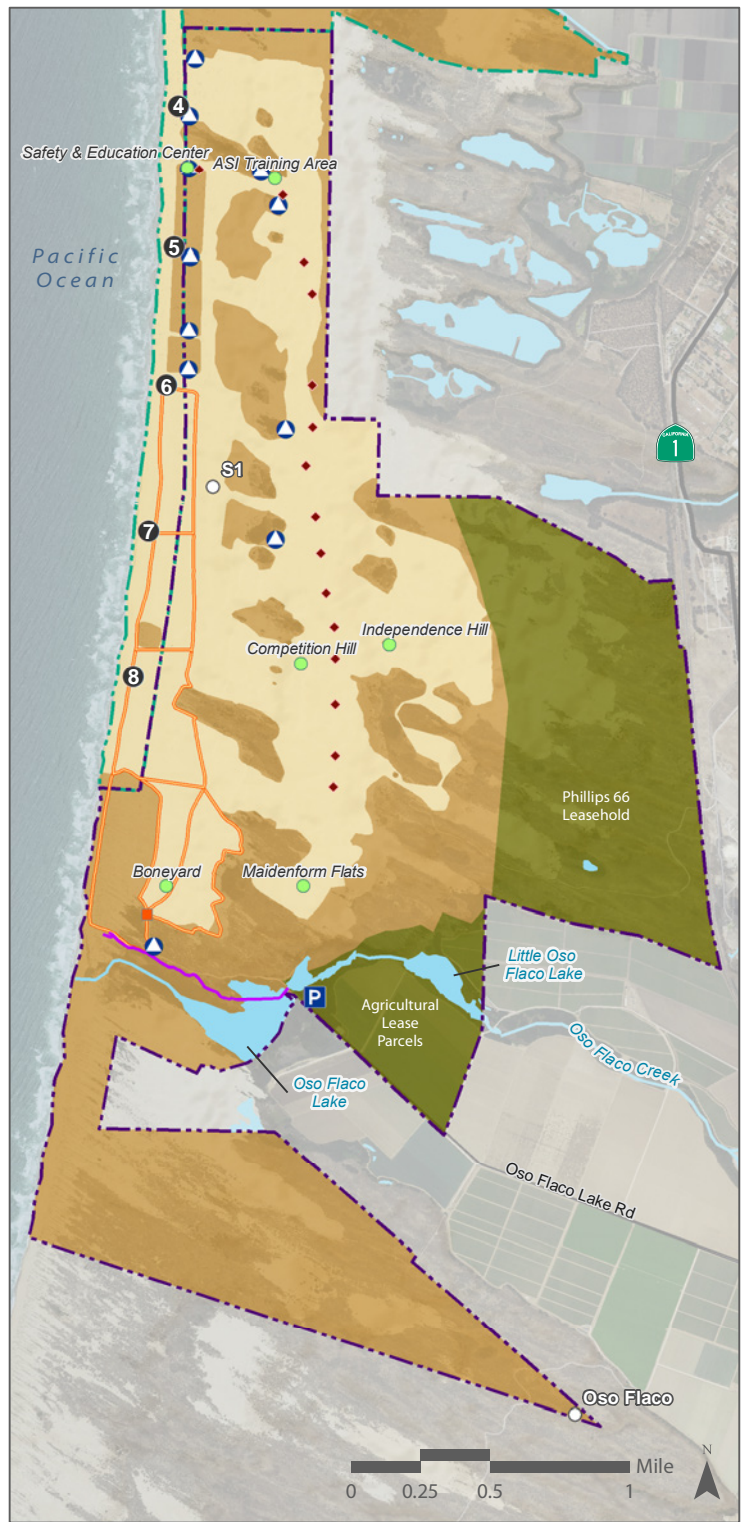 4
Safety & Education Center
ASI Training Area
5
Pacific
Ocean
6
CALIFORNIA
1
S1
7
Independence Hill
Competition Hill
8
Phillips 66
Leasehold
Boneyard
Maidenform Flats
Little Oso
Flaco Lake
P
Agricultural
Lease
Parcels
Oso Flaco Creek
Oso Flaco
Lake
Oso Flaco Lake Rd
Oso Flaco
N
Mile
0 0.25 0.5 1